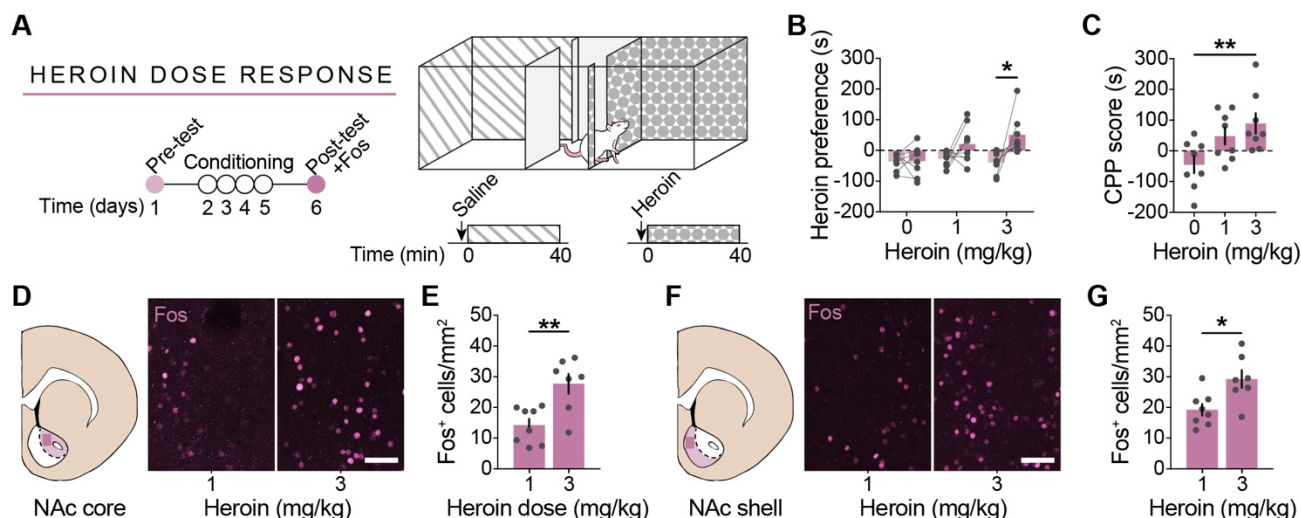 A
HEROIN DOSE RESPONSE
Pre-test
Conditioning
Post-test
+Fos
Time (days) 1 2 3 4 5 6
Saline
Heroin
Time (min) 0 40 0 40
B
Heroin preference (s)
300
200
100
0
-100
-200
*
0 1 3
Heroin (mg/kg)
C
CPP score (s)
300
200
100
0
-100
-200
**
0 1 3
Heroin (mg/kg)
D
NAc core
Fos
1 3
Heroin (mg/kg)
E
Fos⁺ cells/mm²
50
40
30
20
10
0
**
1 3
Heroin dose (mg/kg)
F
NAc shell
Fos
1 3
Heroin (mg/kg)
G
Fos⁺ cells/mm²
50
40
30
20
10
0
*
1 3
Heroin (mg/kg)